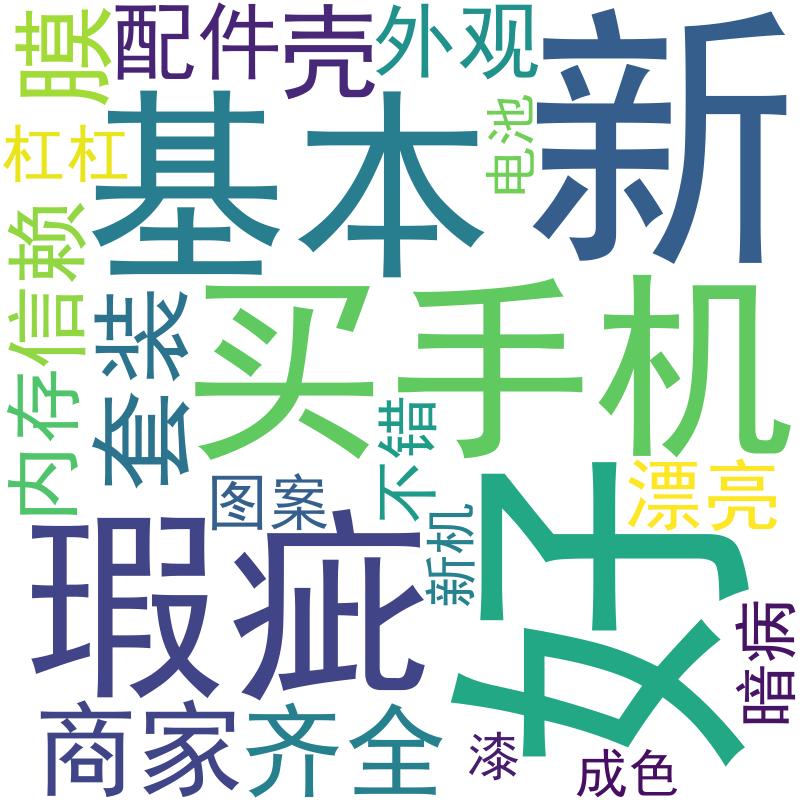 膜
配件
壳
外观
新
杠杠
基本
电池
信赖
套装
买手机
内存
不错
图案
漂亮
瑕疵
新机
好
暗病
商家
齐全
漆
成色